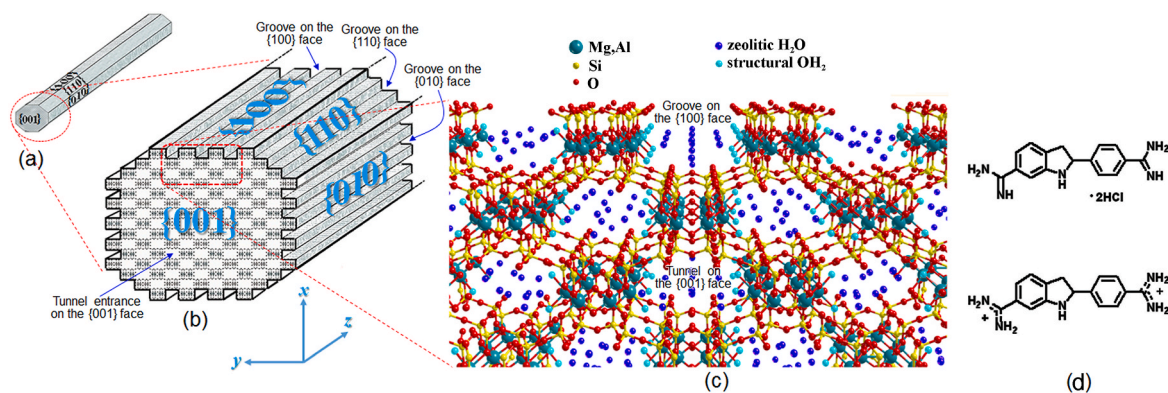 (a)
{001}
{110}
{010}
Groove on the
{100} face
Groove on the
{110} face
Groove on the
{010} face
{100}
{110}
{010}
{001}
Tunnel entrance
on the {001} face
(b)
x
z
y
Mg,Al
Si
O
zeolitic H2O
structural OH2
Groove on
the {100} face
Tunnel on
the {001} face
(c)
H2N
NH
N
H
NH2
NH
•2HCl
NH2
H2N
+
NH2
N
H
NH2
+
NH2
(d)